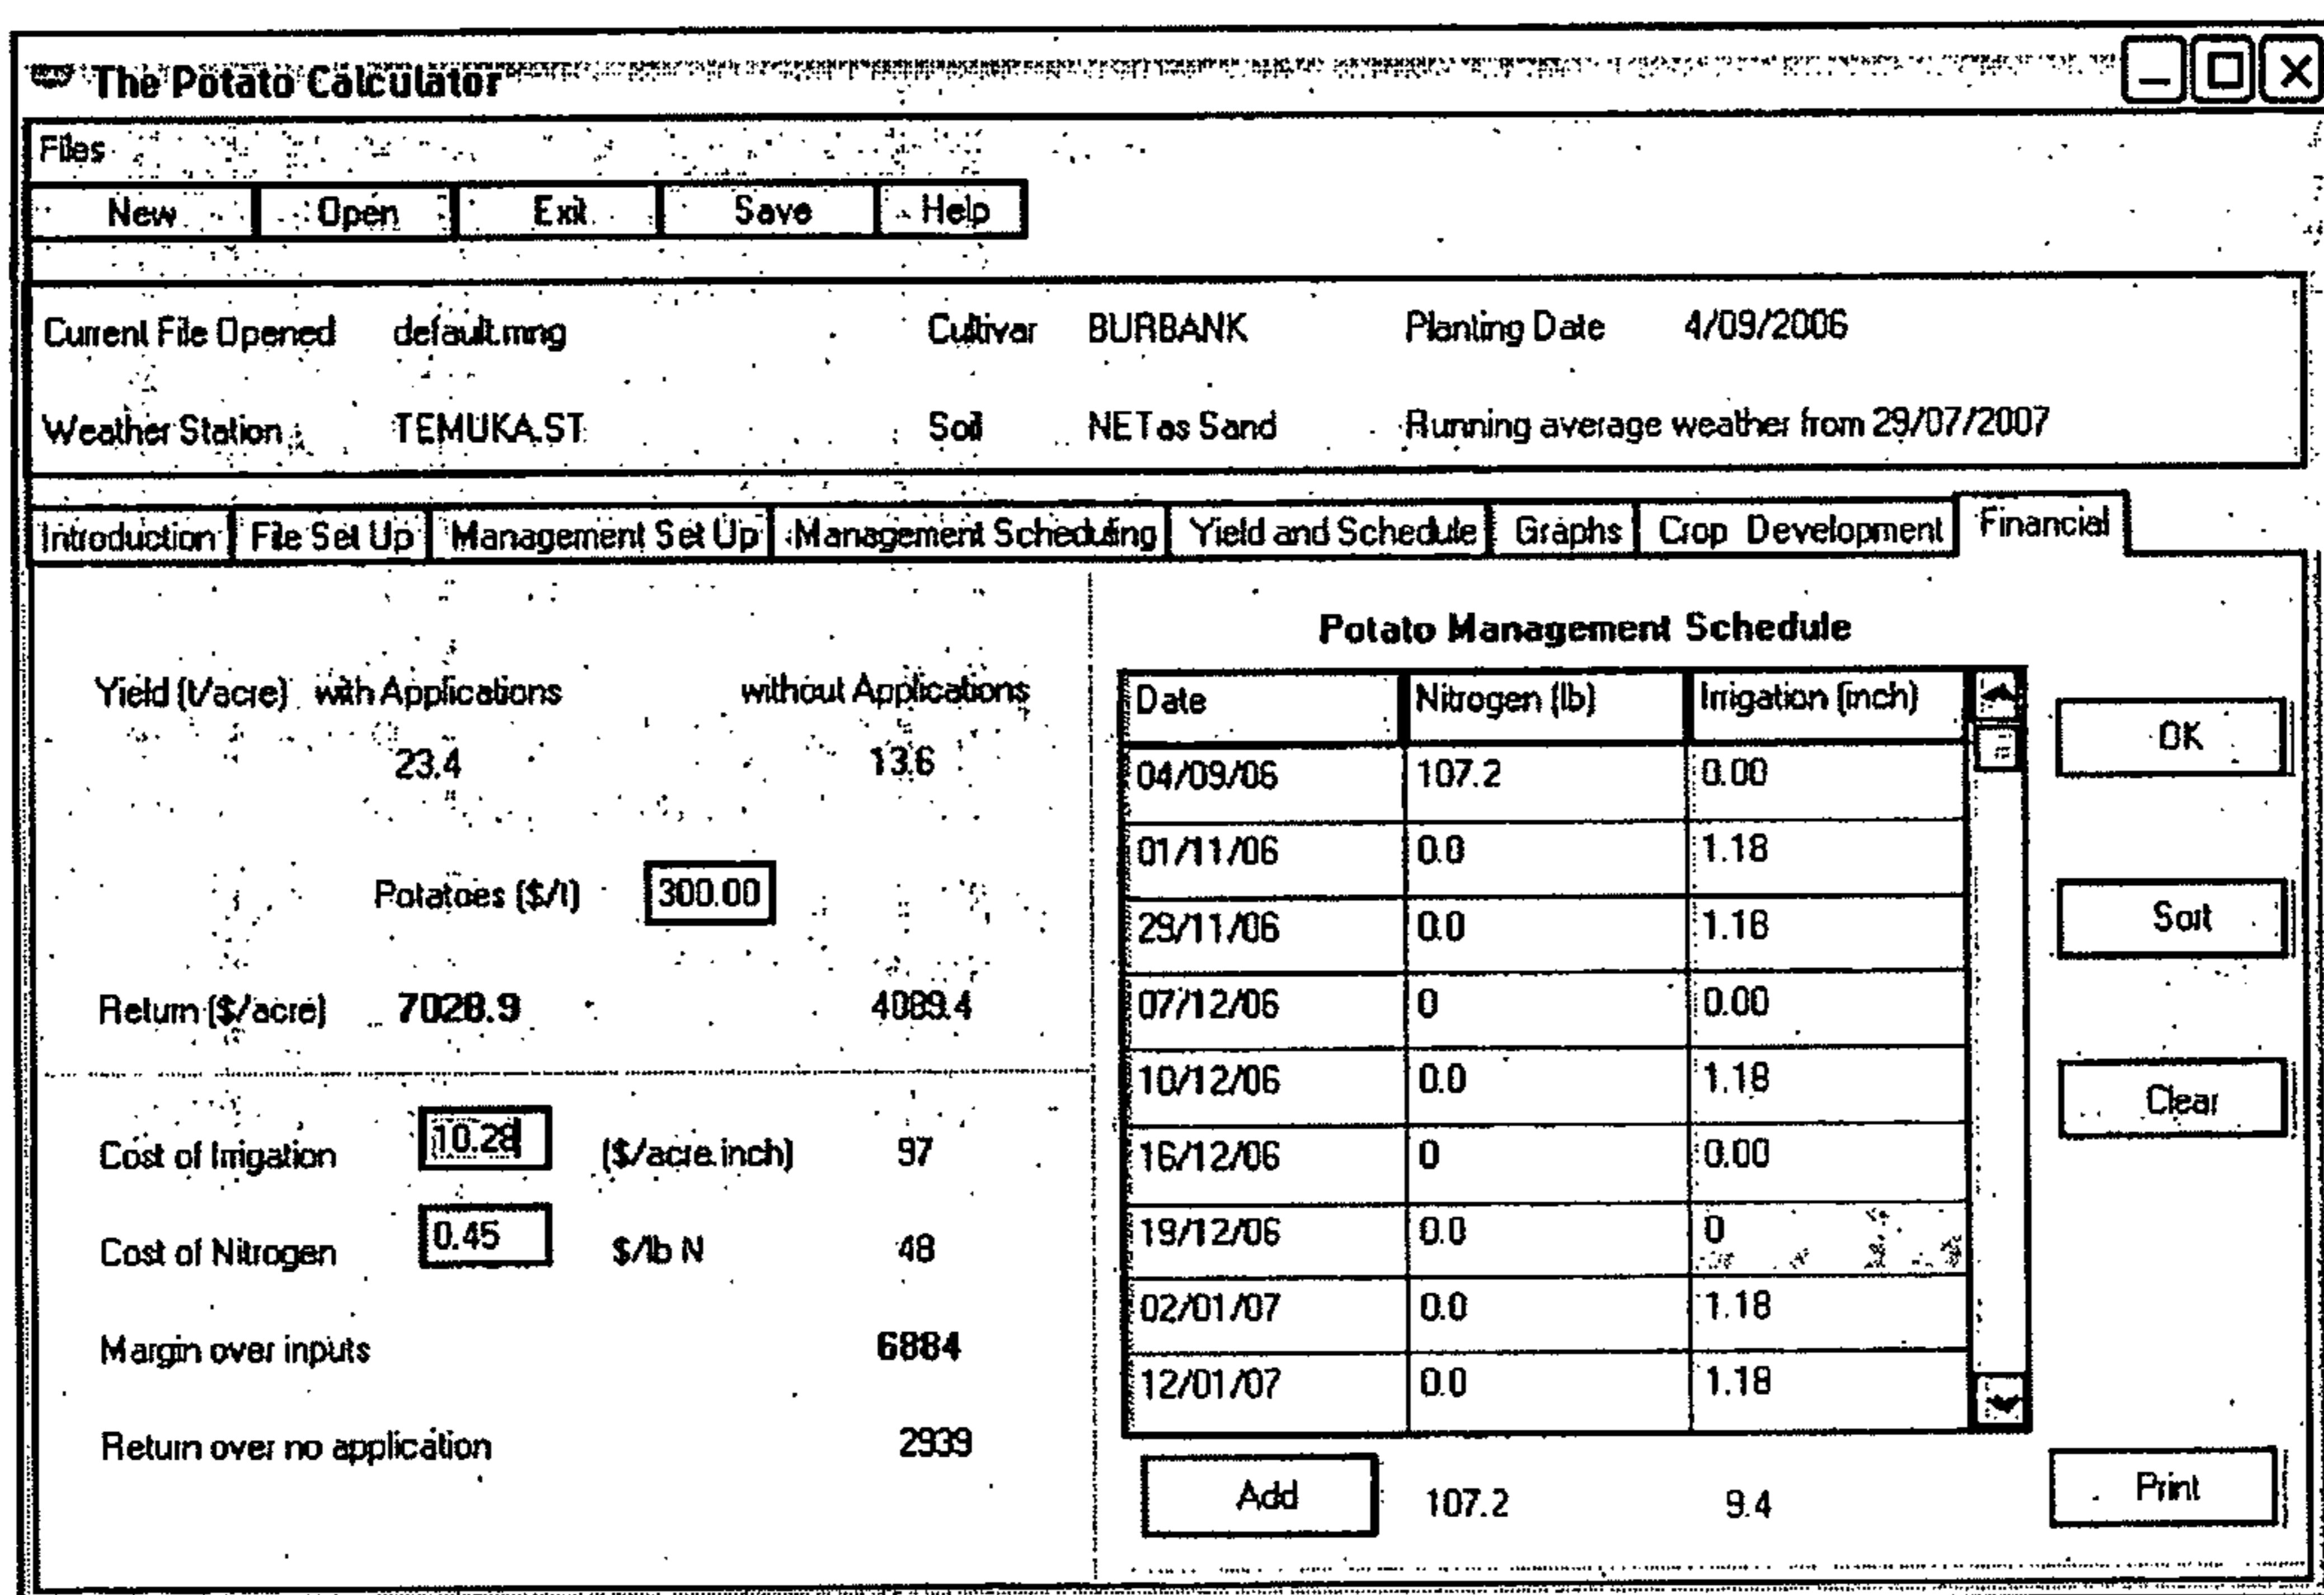 The Potato Calculator
Files
New Open Exit Save Help
Current File Opened default.mng Cultivar BURBANK Planting Date 4/09/2006
Weather Station TEMUKA.ST Soil NETas Sand Running average weather from 29/07/2007
Introduction File Set Up Management Set Up Management Scheduling Yield and Schedule Graphs Crop Development Financial
Yield (t/acre) with Applications without Applications
23.4 13.6
Potatoes ($/t) 300.00
Return ($/acre) 7028.9 4089.4
Cost of Irrigation 10.28 ($/acre.inch) 97
Cost of Nitrogen 0.45 $/lb N 48
Margin over inputs 6884
Return over no application 2939
Potato Management Schedule
Date Nitrogen (lb) Irrigation (inch)
04/09/06 107.2 0.00
01/11/06 0.0 1.18
29/11/06 0.0 1.18
07/12/06 0 0.00
10/12/06 0.0 1.18
16/12/06 0 0.00
19/12/06 0.0 0
02/01/07 0.0 1.18
12/01/07 0.0 1.18
Add 107.2 9.4
OK
Sort
Clear
Print